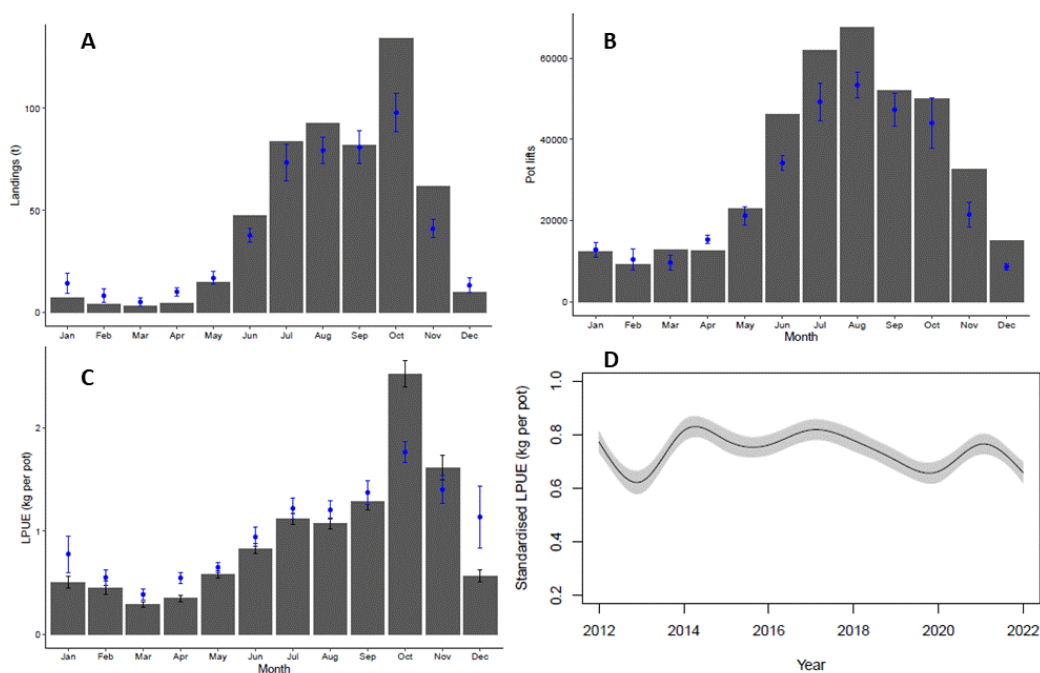 A
Landings (t)
100
50
0
Jan Feb Mar Apr May Jun Jul Aug Sep Oct Nov Dec
B
Pot lifts
60000
40000
20000
0
Jan Feb Mar Apr May Jun Jul Aug Sep Oct Nov Dec
Month
C
LPUE (kg per pot)
2
1
0
Jan Feb Mar Apr May Jun Jul Aug Sep Oct Nov Dec
Month
D
Standardised LPUE (kg per pot)
1.0
0.8
0.6
0.4
0.2
2012 2014 2016 2018 2020 2022
Year